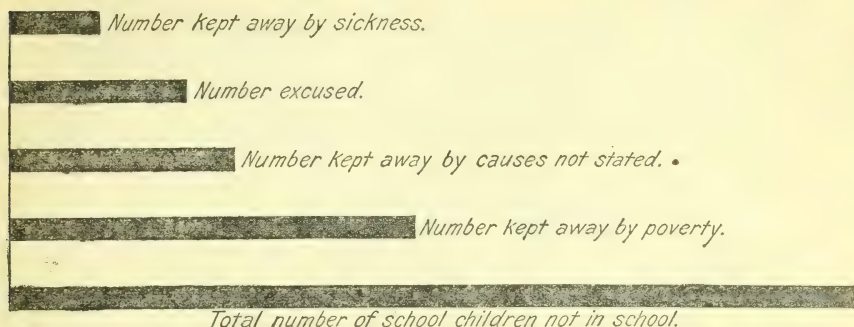 Number kept away by sickness.
Number excused.
Number kept away by causes not stated.
Number kept away by poverty.
Total number of school children not in school.